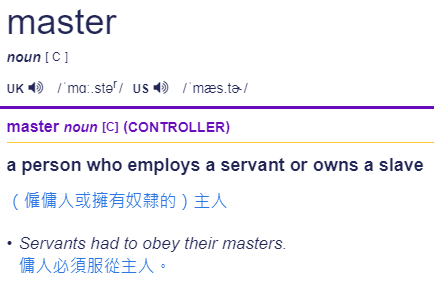 master
noun [ C ]
UK /ˈmɑː.stəʳ/ US /ˈmæs.tɚ/
master noun [C] (CONTROLLER)
a person who employs a servant or owns a slave
（僱傭人或擁有奴隸的）主人
• Servants had to obey their masters.
傭人必須服從主人。